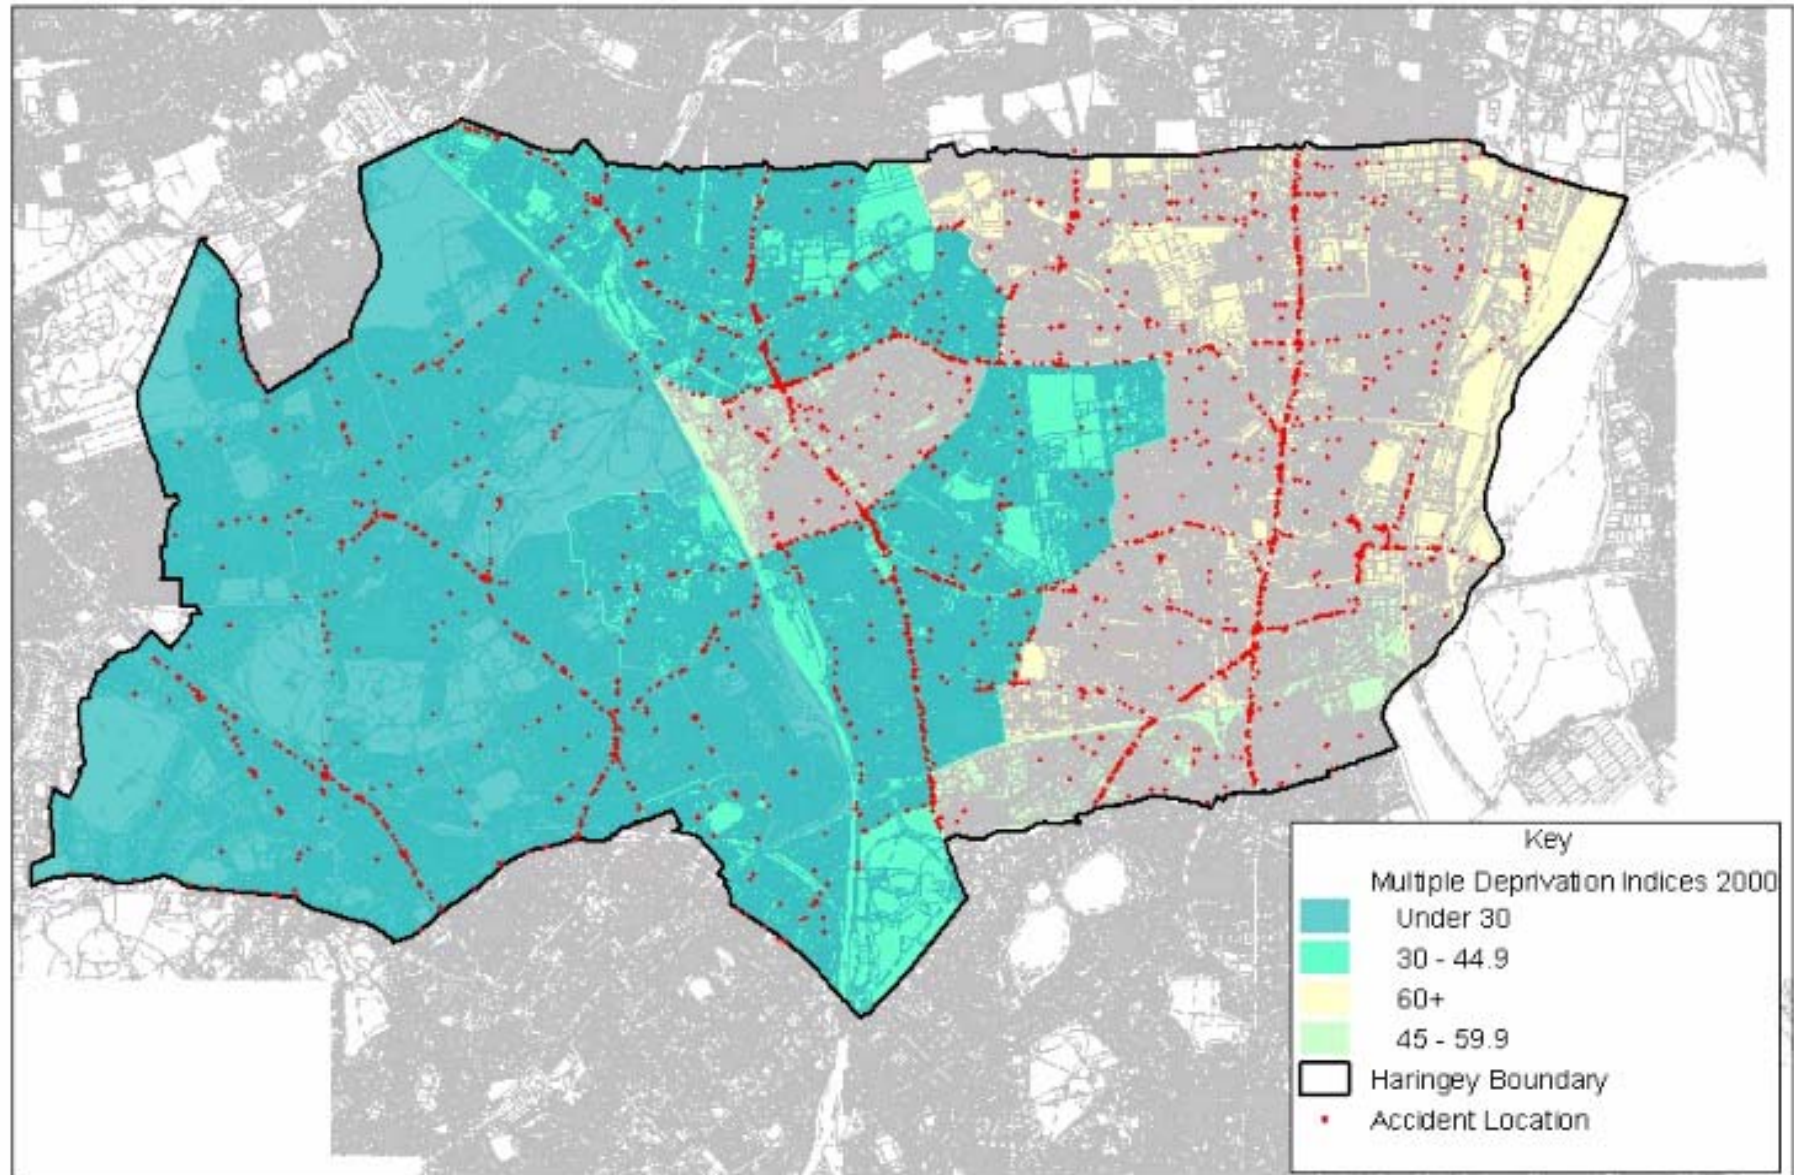 Key
Multiple Deprivation Indices 2000
Under 30
30 - 44.9
60+
45 - 59.9
Haringey Boundary
Accident Location